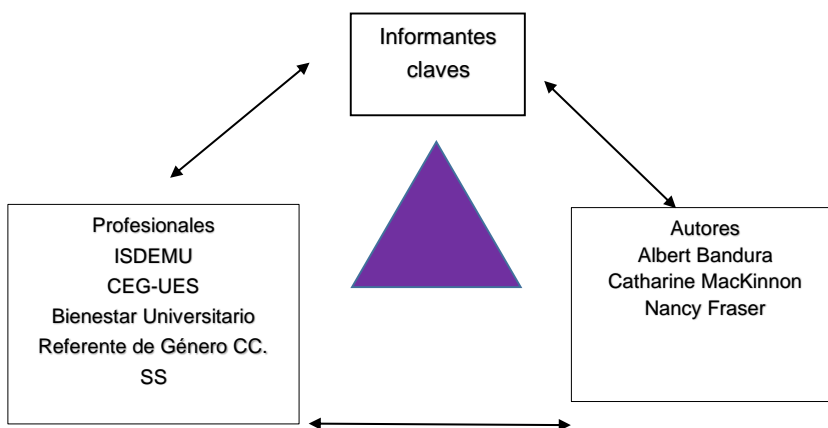 Informantes
claves
Profesionales
ISDEMU
CEG-UES
Bienestar Universitario
Referente de Género CC.
SS
Autores
Albert Bandura
Catharine MacKinnon
Nancy Fraser